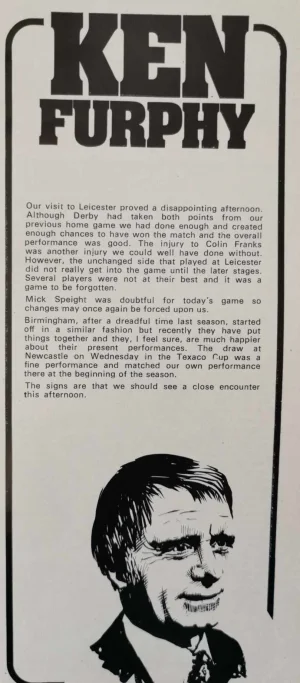 KEN
FURPHY
Our visit to Leicester proved a disappointing afternoon.
Although Derby had taken both points from our
previous home game we had done enough and created
enough chances to have won the match and the overall
performance was good. The injury to Colin Franks
was another injury we could well have done without.
However, the unchanged side that played at Leicester
did not really get into the game until the later stages.
Several players were not at their best and it was a
game to be forgotten.
Mick Speight was doubtful for today's game so
changes may once again be forced upon us.
Birmingham, after a dreadful time last season, started
off in a similar fashion but recently they have put
things together and they, I feel sure, are much happier
about their present performances. The draw at
Newcastle on Wednesday in the Texaco Cup was a
fine performance and matched our own performance
there at the beginning of the season.
The signs are that we should see a close encounter
this afternoon.